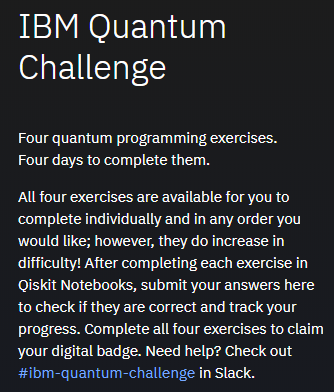 IBM Quantum
Challenge
Four quantum programming exercises.
Four days to complete them.
All four exercises are available for you to
complete individually and in any order you
would like; however, they do increase in
difficulty! After completing each exercise in
Qiskit Notebooks, submit your answers here
to check if they are correct and track your
progress. Complete all four exercises to claim
your digital badge. Need help? Check out
#ibm-quantum-challenge in Slack.